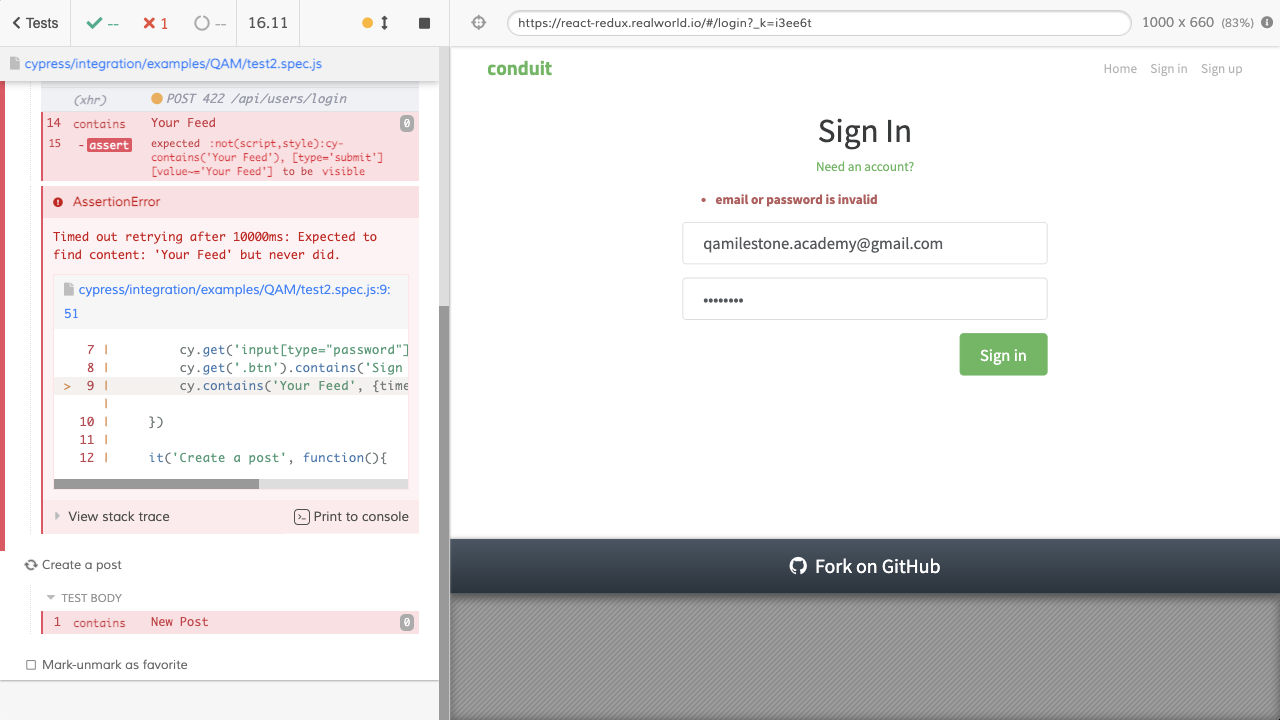 Tests
--
1
--
16.11
cypress/integration/examples/QAM/test2.spec.js
(xhr) POST 422 /api/users/login
14 contains Your Feed 0
15 - assert expected :not(script,style):cy-
contains('Your Feed'), [type='submit']
[value~='Your Feed'] to be visible
AssertionError
Timed out retrying after 10000ms: Expected to
find content: 'Your Feed' but never did.
cypress/integration/examples/QAM/test2.spec.js:9:
51
7 | cy.get('input[type="password"]
8 | cy.get('.btn').contains('Sign
> 9 | cy.contains('Your Feed', {time
|
10 | })
11 |
12 | it('Create a post', function(){
View stack trace
Print to console
Create a post
TEST BODY
1 contains New Post 0
Mark-unmark as favorite
https://react-redux.realworld.io/#/login?_k=i3ee6t
1000 x 660 (83%)
conduit
Home Sign in Sign up
Sign In
Need an account?
• email or password is invalid
qamilestone.academy@gmail.com
••••••••
Sign in
Fork on GitHub